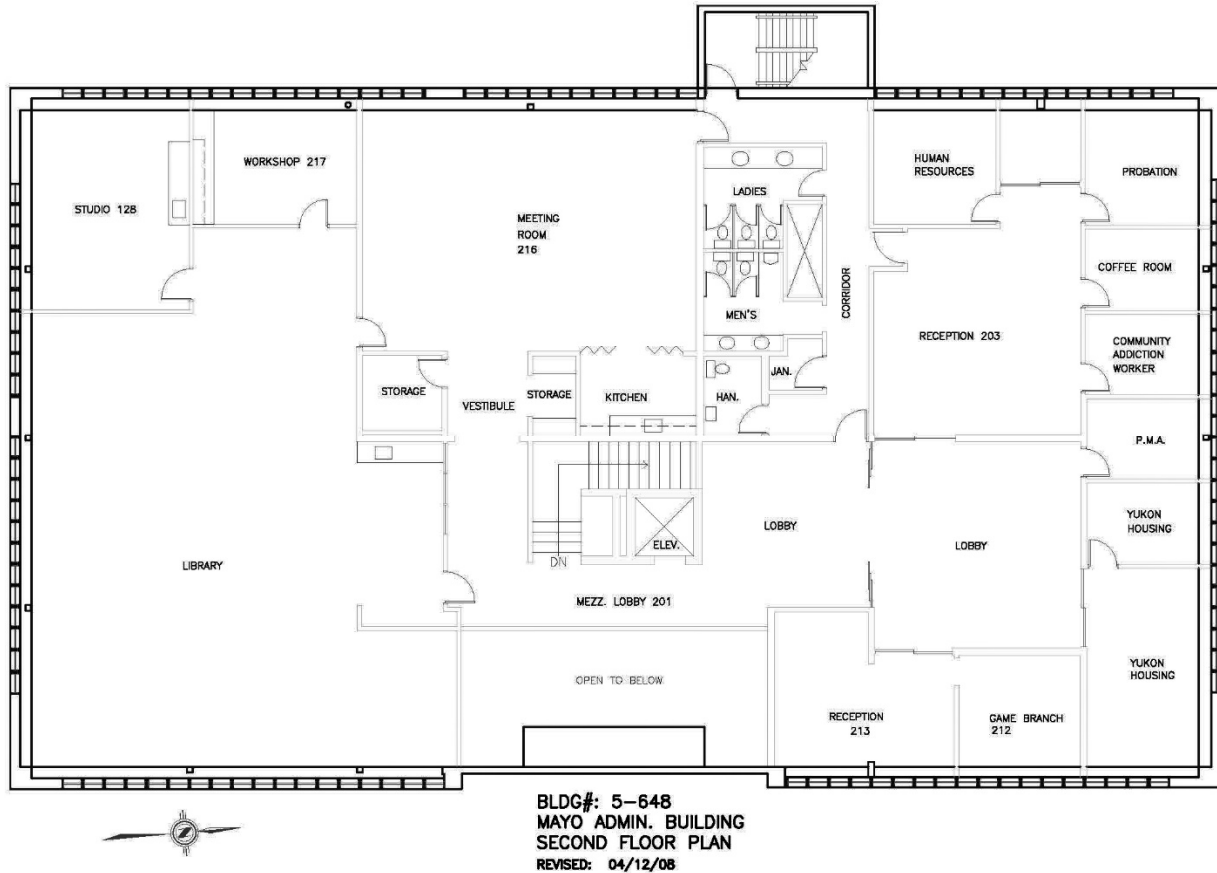 HUMAN
RESOURCES
WORKSHOP 217
PROBATION
LADIES
STUDIO 128
MEETING
ROOM
216
COFFEE ROOM
CORRIDOR
MEN'S
RECEPTION 203
COMMUNITY
ADDICTION
WORKER
JAN.
STORAGE
STORAGE
KITCHEN
HAN.
VESTIBULE
P.M.A.
YUKON
HOUSING
LOBBY
LOBBY
ELEV.
DN
LIBRARY
MEZZ. LOBBY 201
OPEN TO BELOW
YUKON
HOUSING
RECEPTION
213
GAME BRANCH
212
Z
BLDG#: 5-648
MAYO ADMIN. BUILDING
SECOND FLOOR PLAN
REVISED: 04/12/08